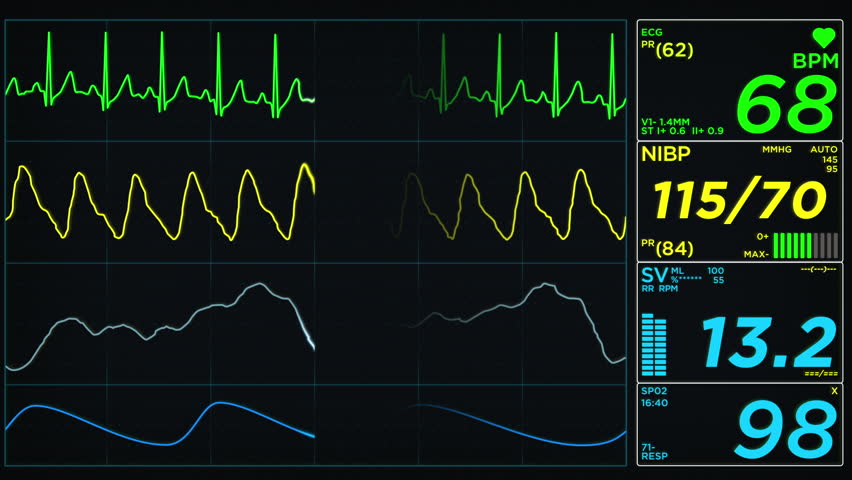 ECG
PR (62)
BPM
68
V1- 1.4MM
ST I+ 0.6 II+ 0.9
NIBP MMHG AUTO
145
95
115/70
PR (84)
0+
MAX-
SV ML 100
%****** 55
---(---)---
RR RPM
13.2
===/===
SP02 X
16:40
98
71-
RESP